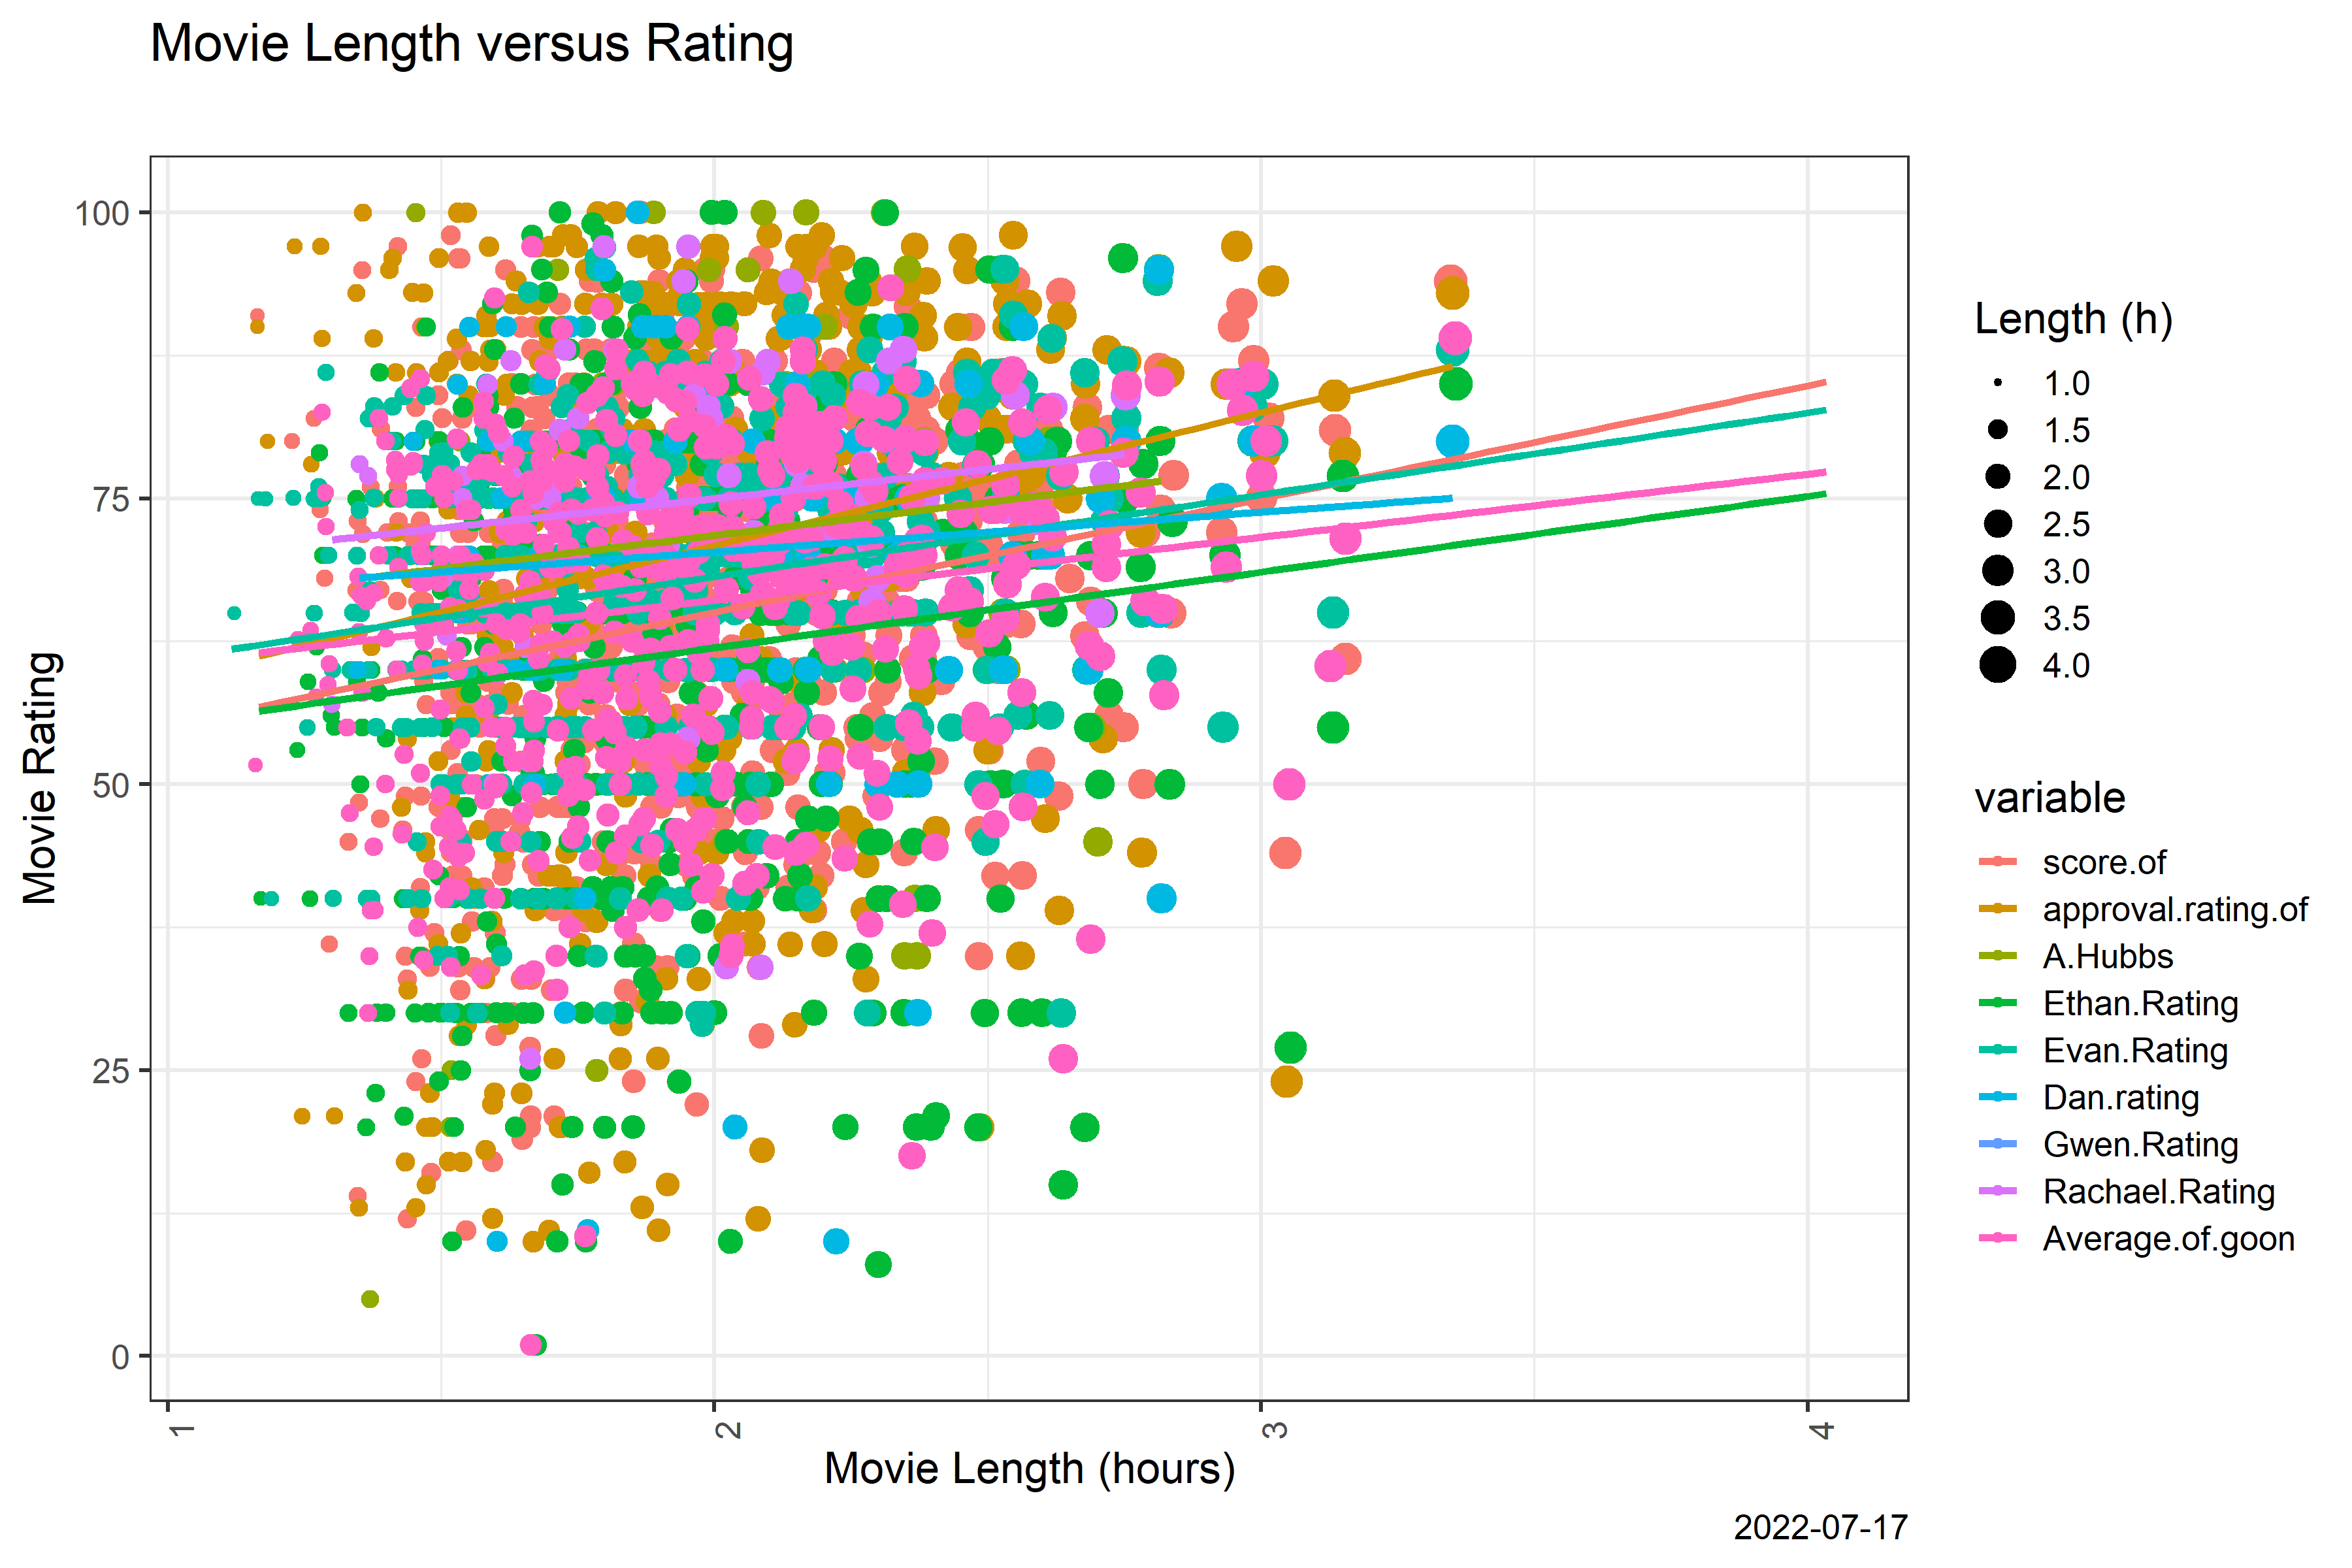 Movie Length versus Rating
Movie Rating
100
75
50
25
0
1
2
3
4
Movie Length (hours)
Length (h)
1.0
1.5
2.0
2.5
3.0
3.5
4.0
variable
score.of
approval.rating.of
A.Hubbs
Ethan.Rating
Evan.Rating
Dan.rating
Gwen.Rating
Rachael.Rating
Average.of.goon
2022-07-17